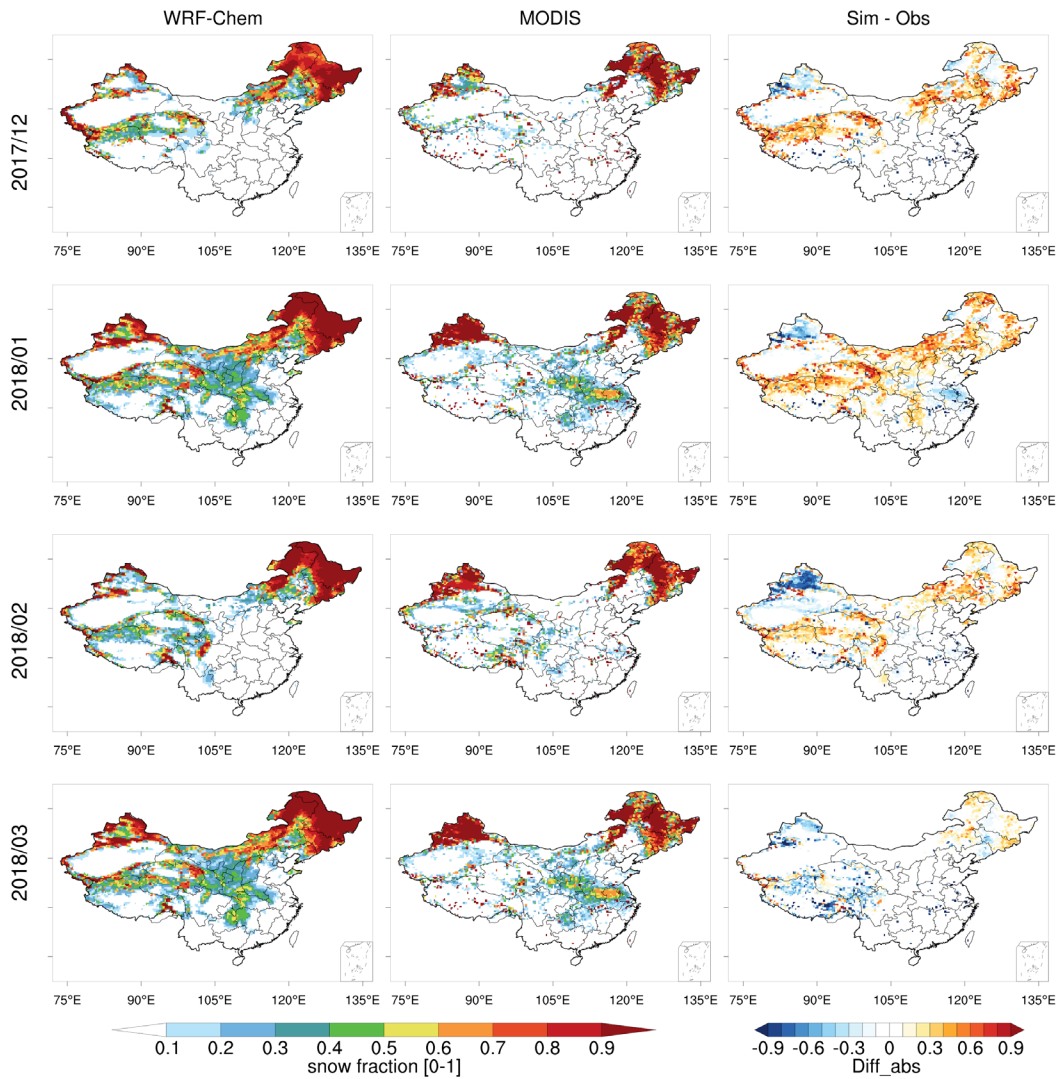 WRF-Chem MODIS Sim - Obs
2017/12
75°E 90°E 105°E 120°E 135°E 75°E 90°E 105°E 120°E 135°E 75°E 90°E 105°E 120°E 135°E
2018/01
75°E 90°E 105°E 120°E 135°E 75°E 90°E 105°E 120°E 135°E 75°E 90°E 105°E 120°E 135°E
2018/02
75°E 90°E 105°E 120°E 135°E 75°E 90°E 105°E 120°E 135°E 75°E 90°E 105°E 120°E 135°E
2018/03
75°E 90°E 105°E 120°E 135°E 75°E 90°E 105°E 120°E 135°E 75°E 90°E 105°E 120°E 135°E
0.1 0.2 0.3 0.4 0.5 0.6 0.7 0.8 0.9 -0.9 -0.6 -0.3 0 0.3 0.6 0.9
snow fraction [0-1] Diff_abs